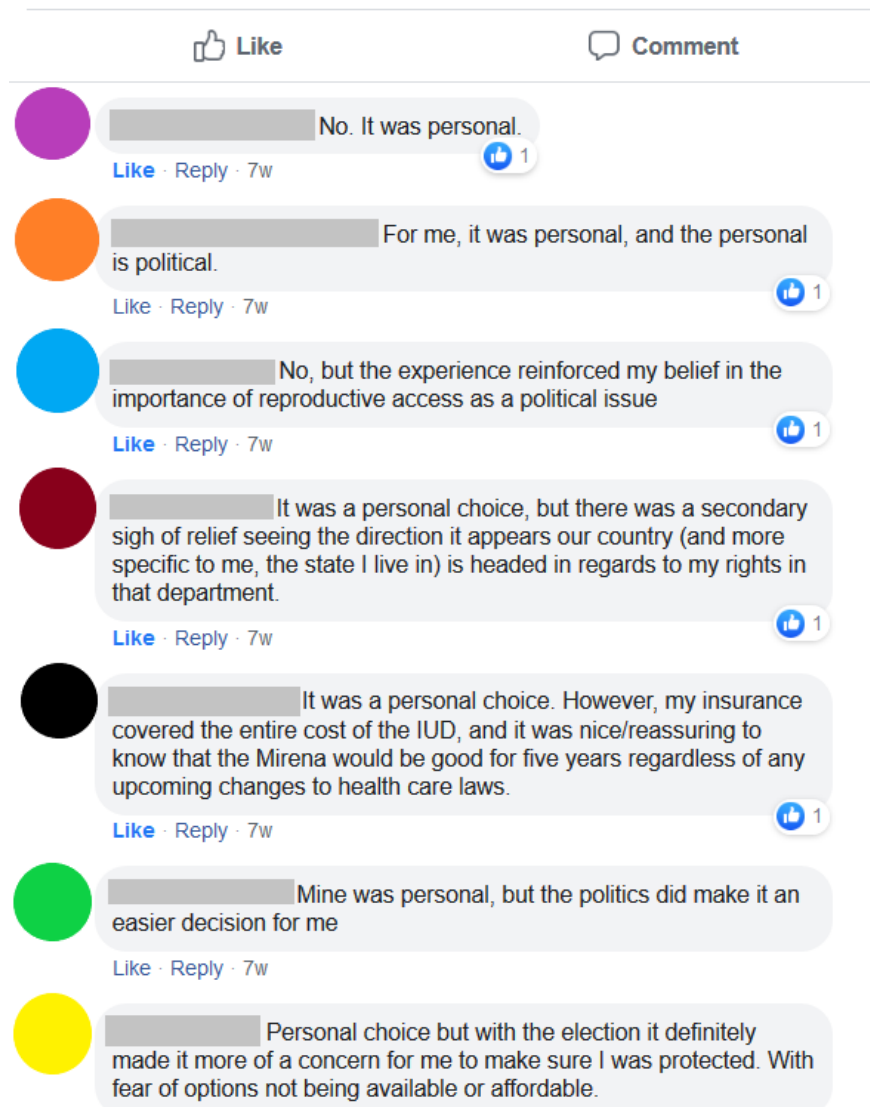 Like Comment
No. It was personal.
1
Like · Reply · 7w
For me, it was personal, and the personal
is political.
1
Like · Reply · 7w
No, but the experience reinforced my belief in the
importance of reproductive access as a political issue
1
Like · Reply · 7w
It was a personal choice, but there was a secondary
sigh of relief seeing the direction it appears our country (and more
specific to me, the state I live in) is headed in regards to my rights in
that department.
1
Like · Reply · 7w
It was a personal choice. However, my insurance
covered the entire cost of the IUD, and it was nice/reassuring to
know that the Mirena would be good for five years regardless of any
upcoming changes to health care laws.
1
Like · Reply · 7w
Mine was personal, but the politics did make it an
easier decision for me
Like · Reply · 7w
Personal choice but with the election it definitely
made it more of a concern for me to make sure I was protected. With
fear of options not being available or affordable.